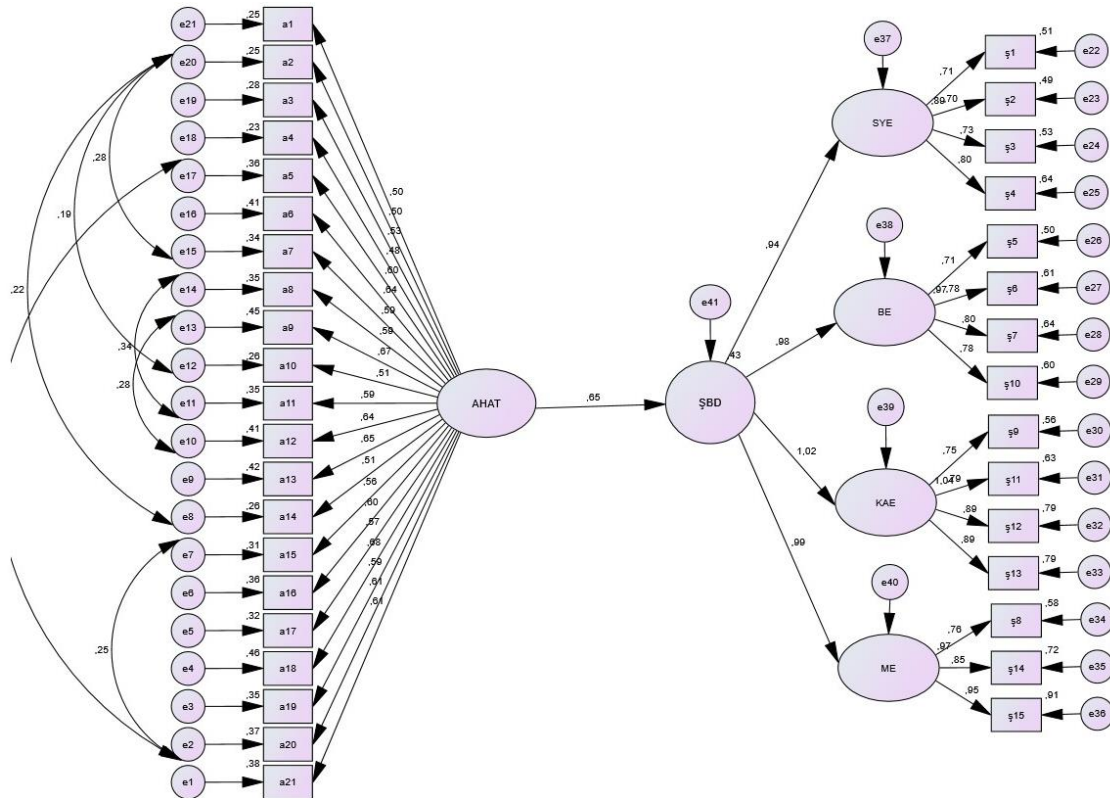 e21 ,25 a1
e20 ,25 a2
e19 ,28 a3
e18 ,23 a4
e17 ,36 a5
e16 ,41 a6
e15 ,34 a7
e14 ,35 a8
e13 ,45 a9
e12 ,26 a10
e11 ,35 a11
e10 ,41 a12
e9 ,42 a13
e8 ,26 a14
e7 ,31 a15
e6 ,36 a16
e5 ,32 a17
e4 ,46 a18
e3 ,35 a19
e2 ,37 a20
e1 ,38 a21
,28
,19
,22
,34
,28
,25
,50
,50
,53
,48
,60
,64
,59
,59
,67
,51
,59
,64
,65
,51
,56
,60
,57
,68
,59
,61
,61
AHAT
,65
e41
,43
ŞBD
,94
,98
1,02
,99
e37
SYE
,89
,71 ş1 ,51 e22
,70 ş2 ,49 e23
,73 ş3 ,53 e24
,80 ş4 ,64 e25
e38
BE
,97
,71 ş5 ,50 e26
,78 ş6 ,61 e27
,80 ş7 ,64 e28
,78 ş10 ,60 e29
e39
KAE
1,04
,75 ş9 ,56 e30
,79 ş11 ,63 e31
,89 ş12 ,79 e32
,89 ş13 ,79 e33
e40
ME
,97
,76 ş8 ,58 e34
,85 ş14 ,72 e35
,95 ş15 ,91 e36